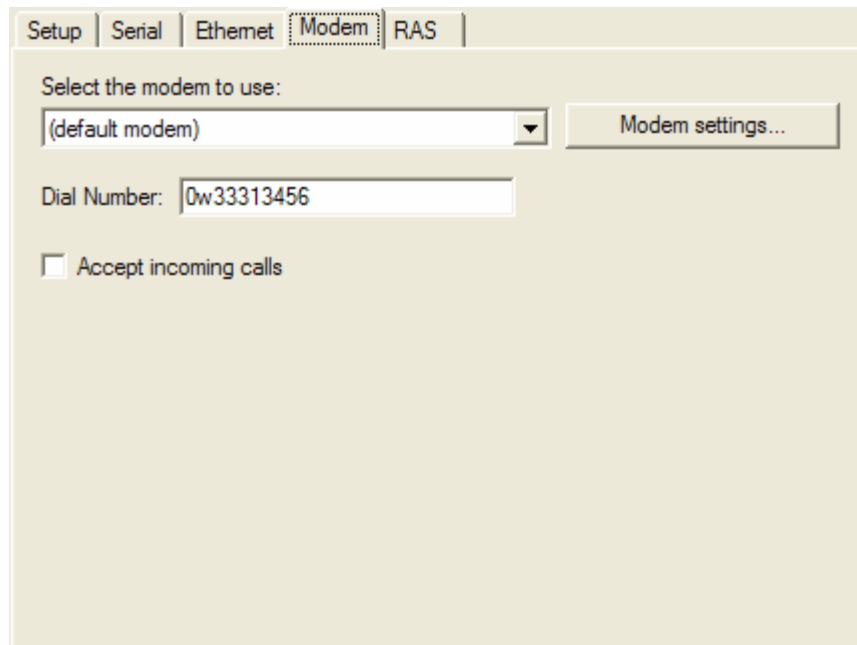 Setup Serial Ethernet Modem RAS
Select the modem to use:
(default modem) Modem settings...
Dial Number: 0w33313456
Accept incoming calls